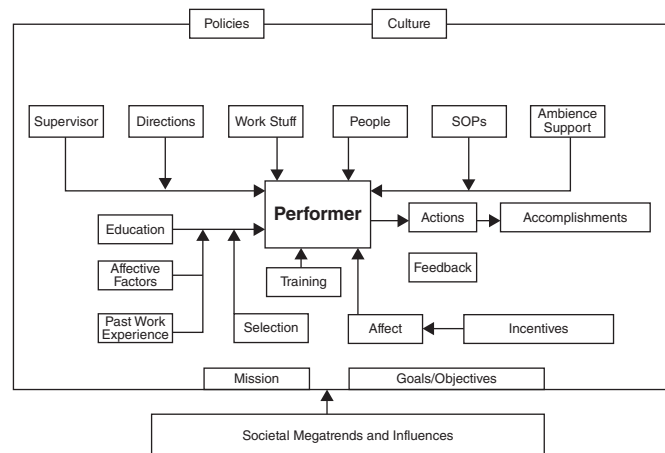 Policies
Culture
Supervisor
Directions
Work Stuff
People
SOPs
Ambience
Support
Performer
Education
Actions
Accomplishments
Affective
Factors
Training
Feedback
Past Work
Experience
Selection
Affect
Incentives
Mission
Goals/Objectives
Societal Megatrends and Influences